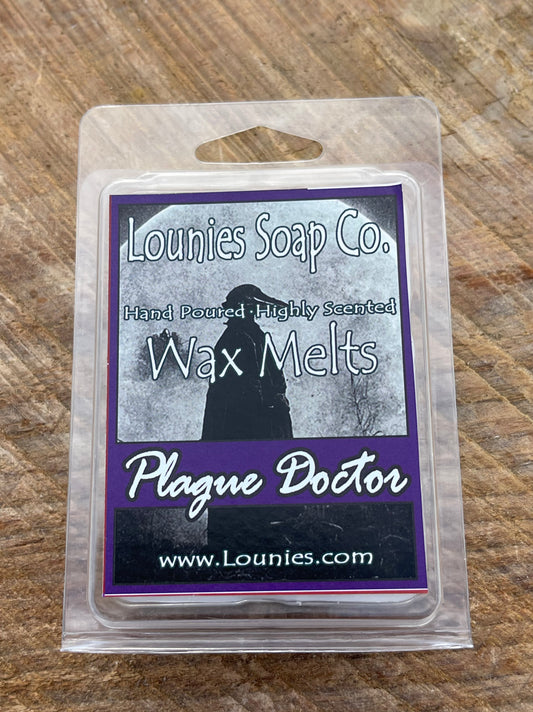 Lounies Soap Co.
Hand Poured · Highly Scented
Wax Melts
Plague Doctor
www.Lounies.com